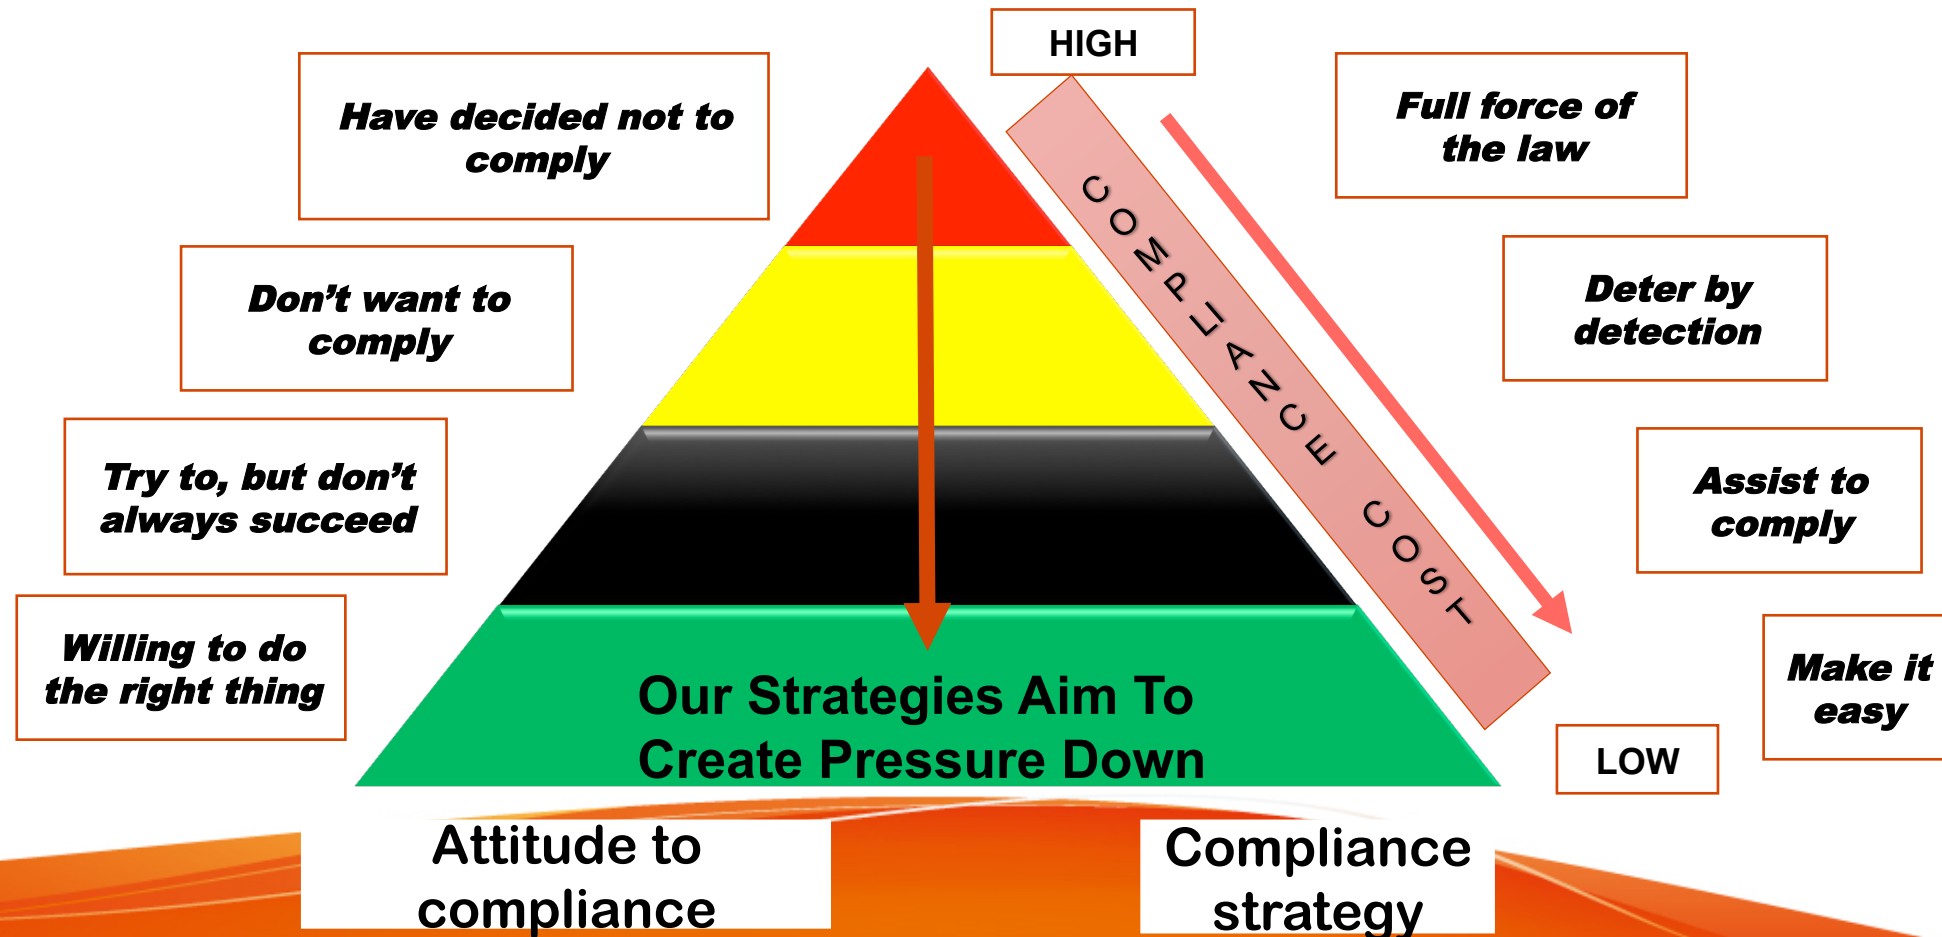 HIGH
Have decided not to
comply
Full force of
the law
Don’t want to
comply
Deter by
detection
COMPLIANCE COST
Try to, but don’t
always succeed
Assist to
comply
Willing to do
the right thing
Make it
easy
Our Strategies Aim To
Create Pressure Down
LOW
Attitude to
compliance
Compliance
strategy